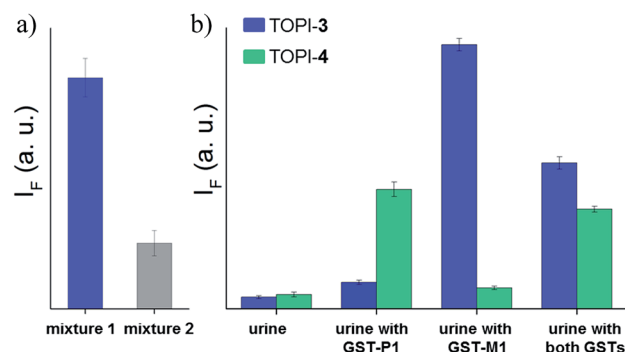 a)
I_F (a. u.)
mixture 1 mixture 2
b)
TOPI-3
TOPI-4
I_F (a. u.)
urine
urine with
GST-P1
urine with
GST-M1
urine with
both GSTs